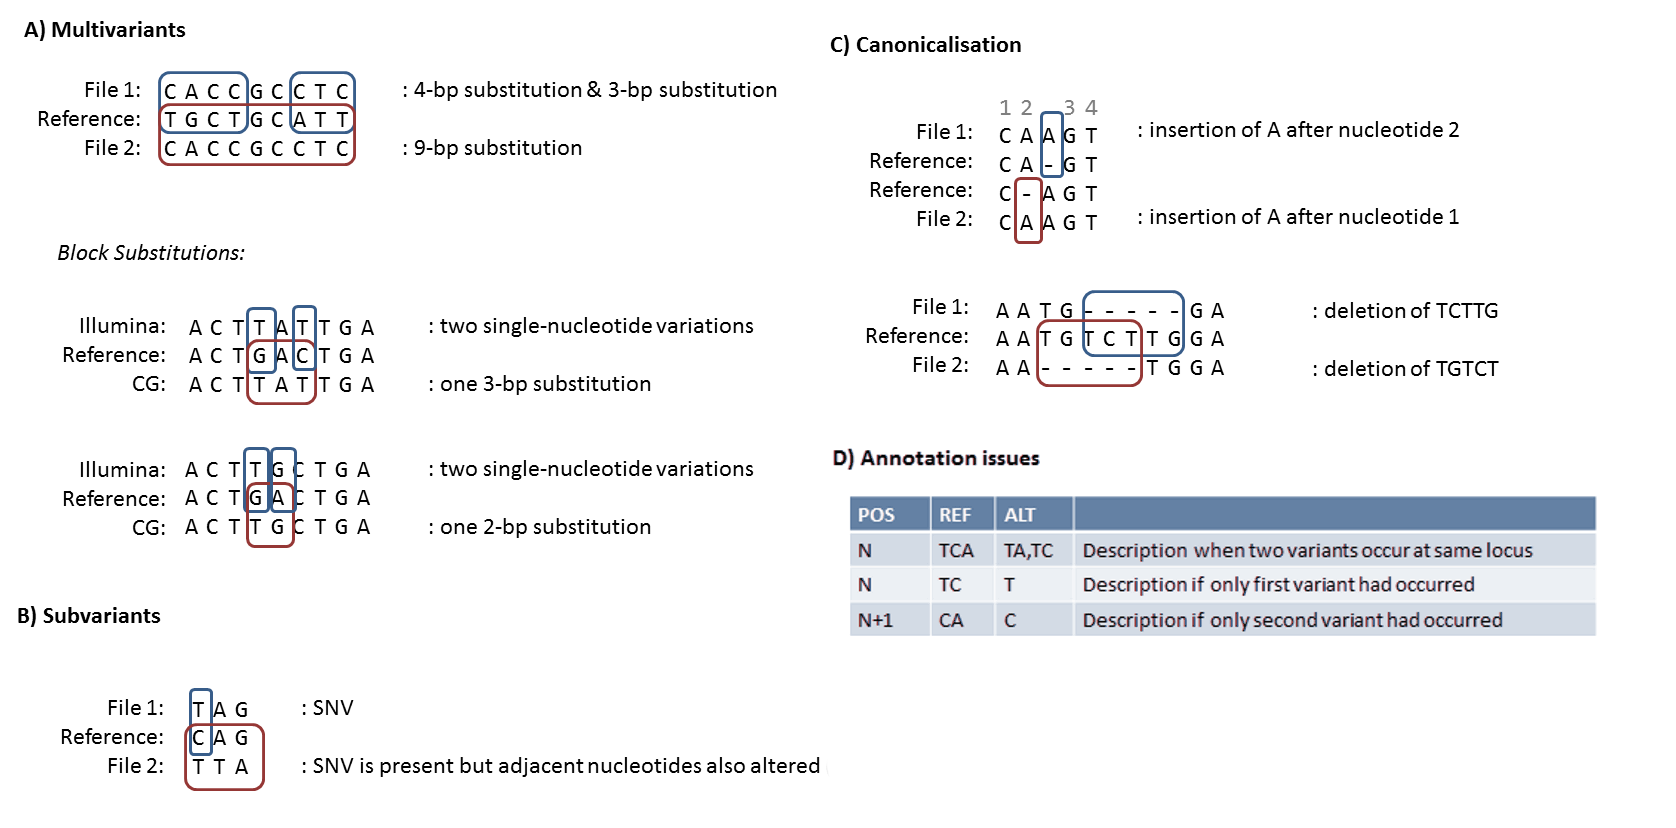 A) Multivariants
File 1: C A C C G C C T C : 4-bp substitution & 3-bp substitution
Reference: T G C T G C A T T
File 2: C A C C G C C T C : 9-bp substitution
Block Substitutions:
Illumina: A C T T A T T G A : two single-nucleotide variations
Reference: A C T G A C T G A
CG: A C T T A T T G A : one 3-bp substitution
Illumina: A C T T G C T G A : two single-nucleotide variations
Reference: A C T G A C T G A
CG: A C T T G C T G A : one 2-bp substitution
B) Subvariants
File 1: T A G : SNV
Reference: C A G
File 2: T T A : SNV is present but adjacent nucleotides also altered
C) Canonicalisation
1 2 3 4
File 1: C A A G T : insertion of A after nucleotide 2
Reference: C A - G T
Reference: C - A G T
File 2: C A A G T : insertion of A after nucleotide 1
File 1: A A T G - - - - - G A : deletion of TCTTG
Reference: A A T G T C T T G G A
File 2: A A - - - - - T G G A : deletion of TGTCT
D) Annotation issues
POS REF ALT
N TCA TA,TC Description when two variants occur at same locus
N TC T Description if only first variant had occurred
N+1 CA C Description if only second variant had occurred